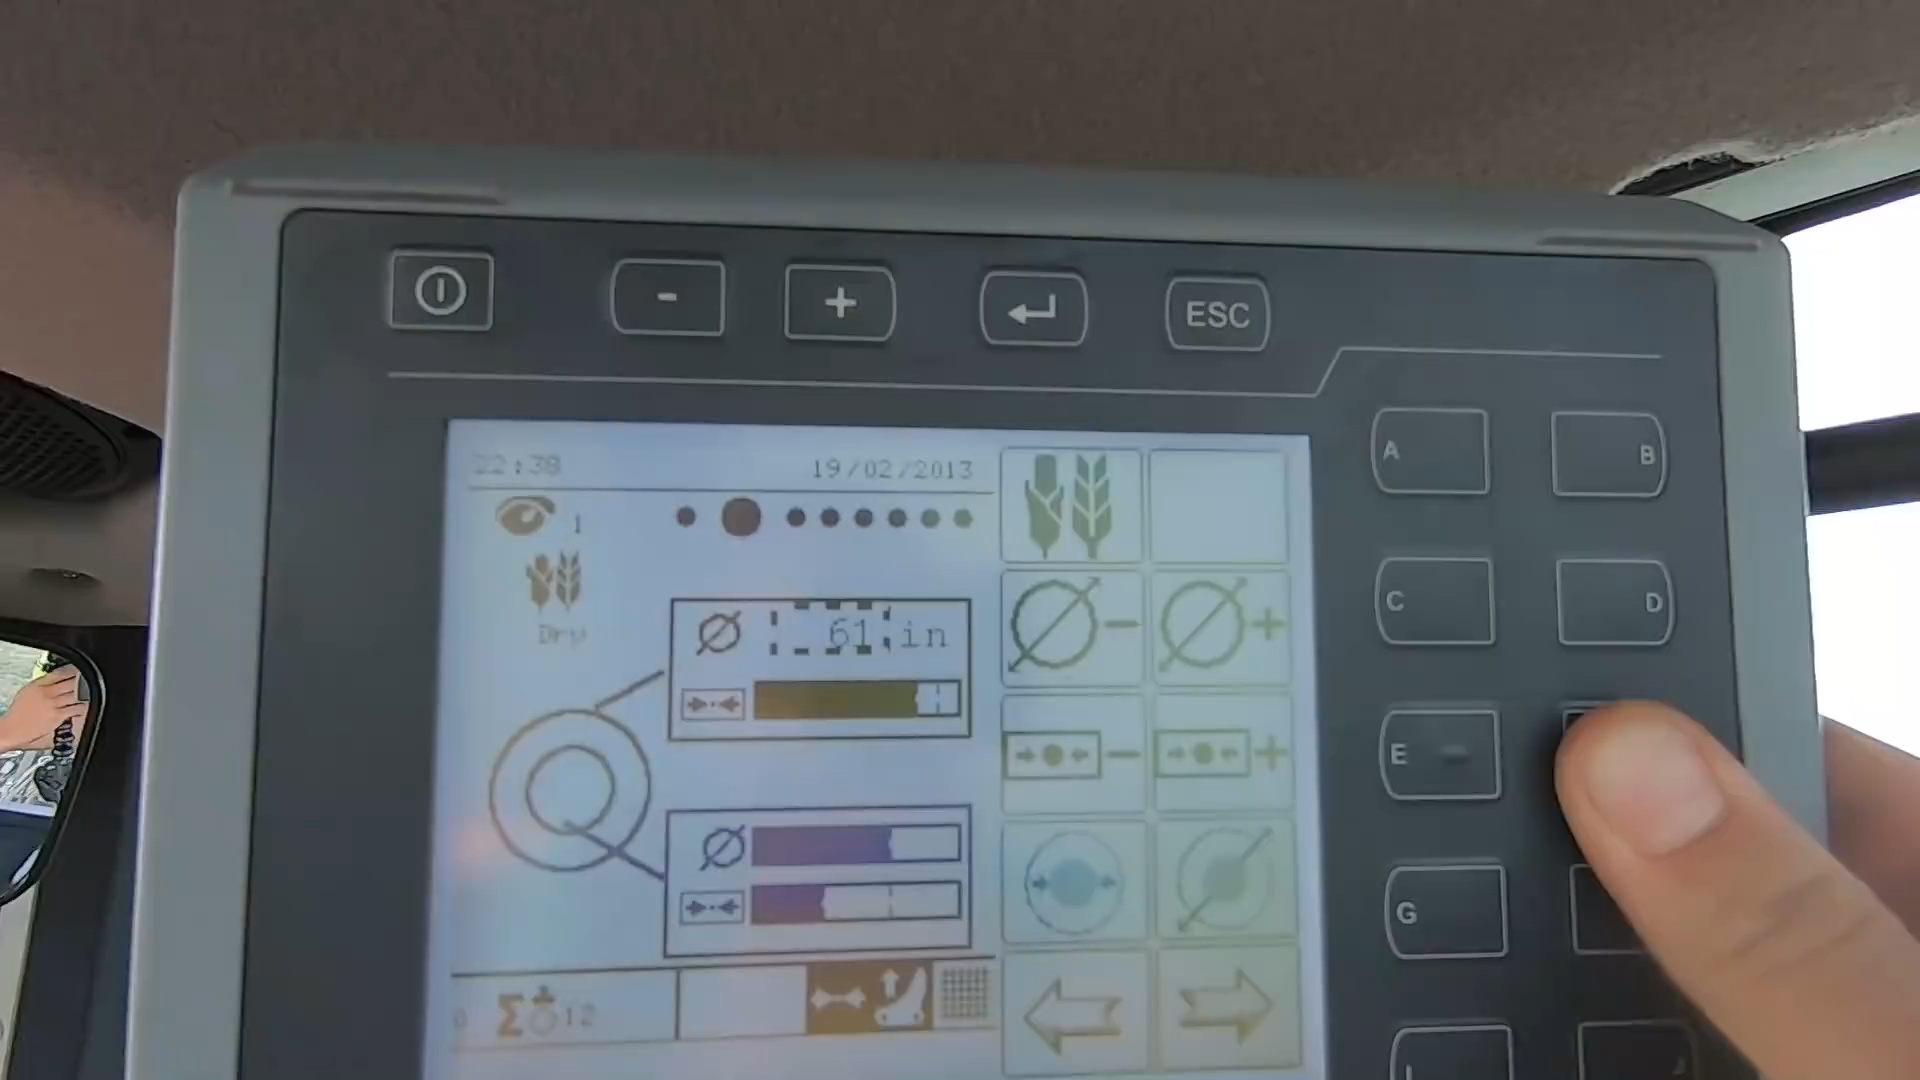 - + ESC
22:38 19/02/2013
1
Dry
61 in
- +
- +
Σ 12
A B
C D
E
G
J